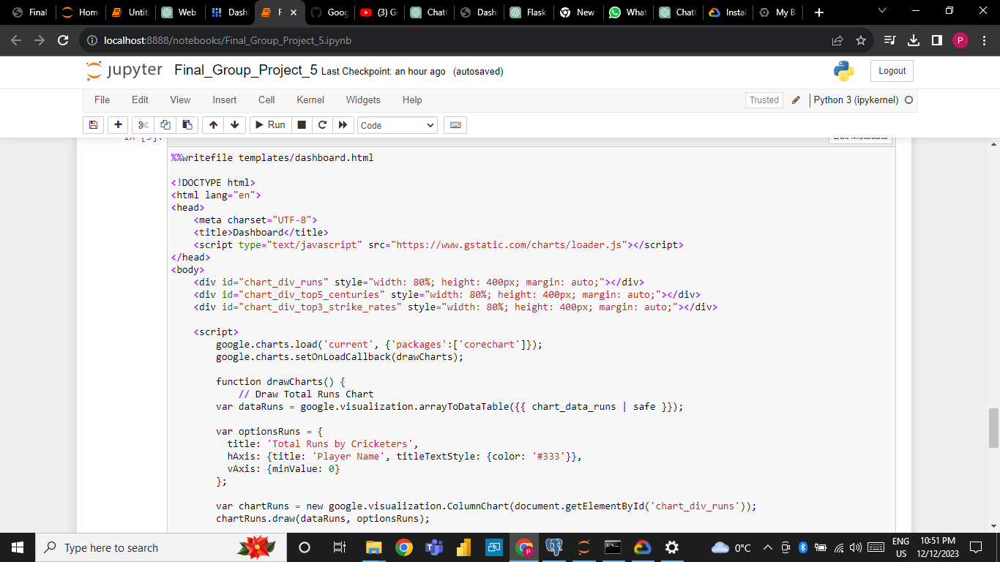 Final
Hom
Untit
Web
Dash
F
Goog
(3) G
ChatG
Dash
Flask
New
What
ChatG
Instal
My B
localhost:8888/notebooks/Final_Group_Project_5.ipynb
P
jupyter Final_Group_Project_5 Last Checkpoint: an hour ago (autosaved)
Logout
File Edit View Insert Cell Kernel Widgets Help
Trusted
Python 3 (ipykernel)
Run
Code
%%writefile templates/dashboard.html
<!DOCTYPE html>
<html lang="en">
<head>
    <meta charset="UTF-8">
    <title>Dashboard</title>
    <script type="text/javascript" src="https://www.gstatic.com/charts/loader.js"></script>
</head>
<body>
    <div id="chart_div_runs" style="width: 80%; height: 400px; margin: auto;"></div>
    <div id="chart_div_top5_centuries" style="width: 80%; height: 400px; margin: auto;"></div>
    <div id="chart_div_top3_strike_rates" style="width: 80%; height: 400px; margin: auto;"></div>
    <script>
        google.charts.load('current', {'packages':['corechart']});
        google.charts.setOnLoadCallback(drawCharts);
        function drawCharts() {
            // Draw Total Runs Chart
        var dataRuns = google.visualization.arrayToDataTable({{ chart_data_runs | safe }});
        var optionsRuns = {
          title: 'Total Runs by Cricketers',
          hAxis: {title: 'Player Name', titleTextStyle: {color: '#333'}},
          vAxis: {minValue: 0}
        };
        var chartRuns = new google.visualization.ColumnChart(document.getElementById('chart_div_runs'));
        chartRuns.draw(dataRuns, optionsRuns);
Type here to search
0°C
ENG
US
10:51 PM
12/12/2023